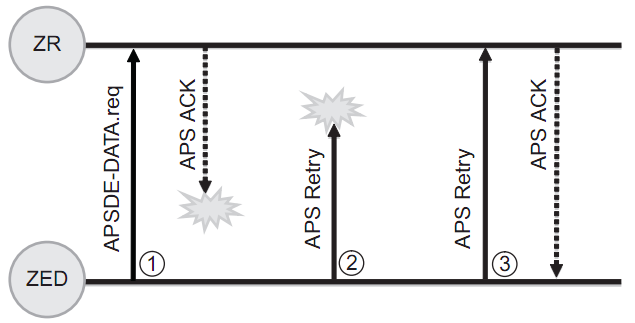 ZR
APSDE-DATA.req
APS ACK
APS Retry
APS Retry
APS ACK
1
2
3
ZED